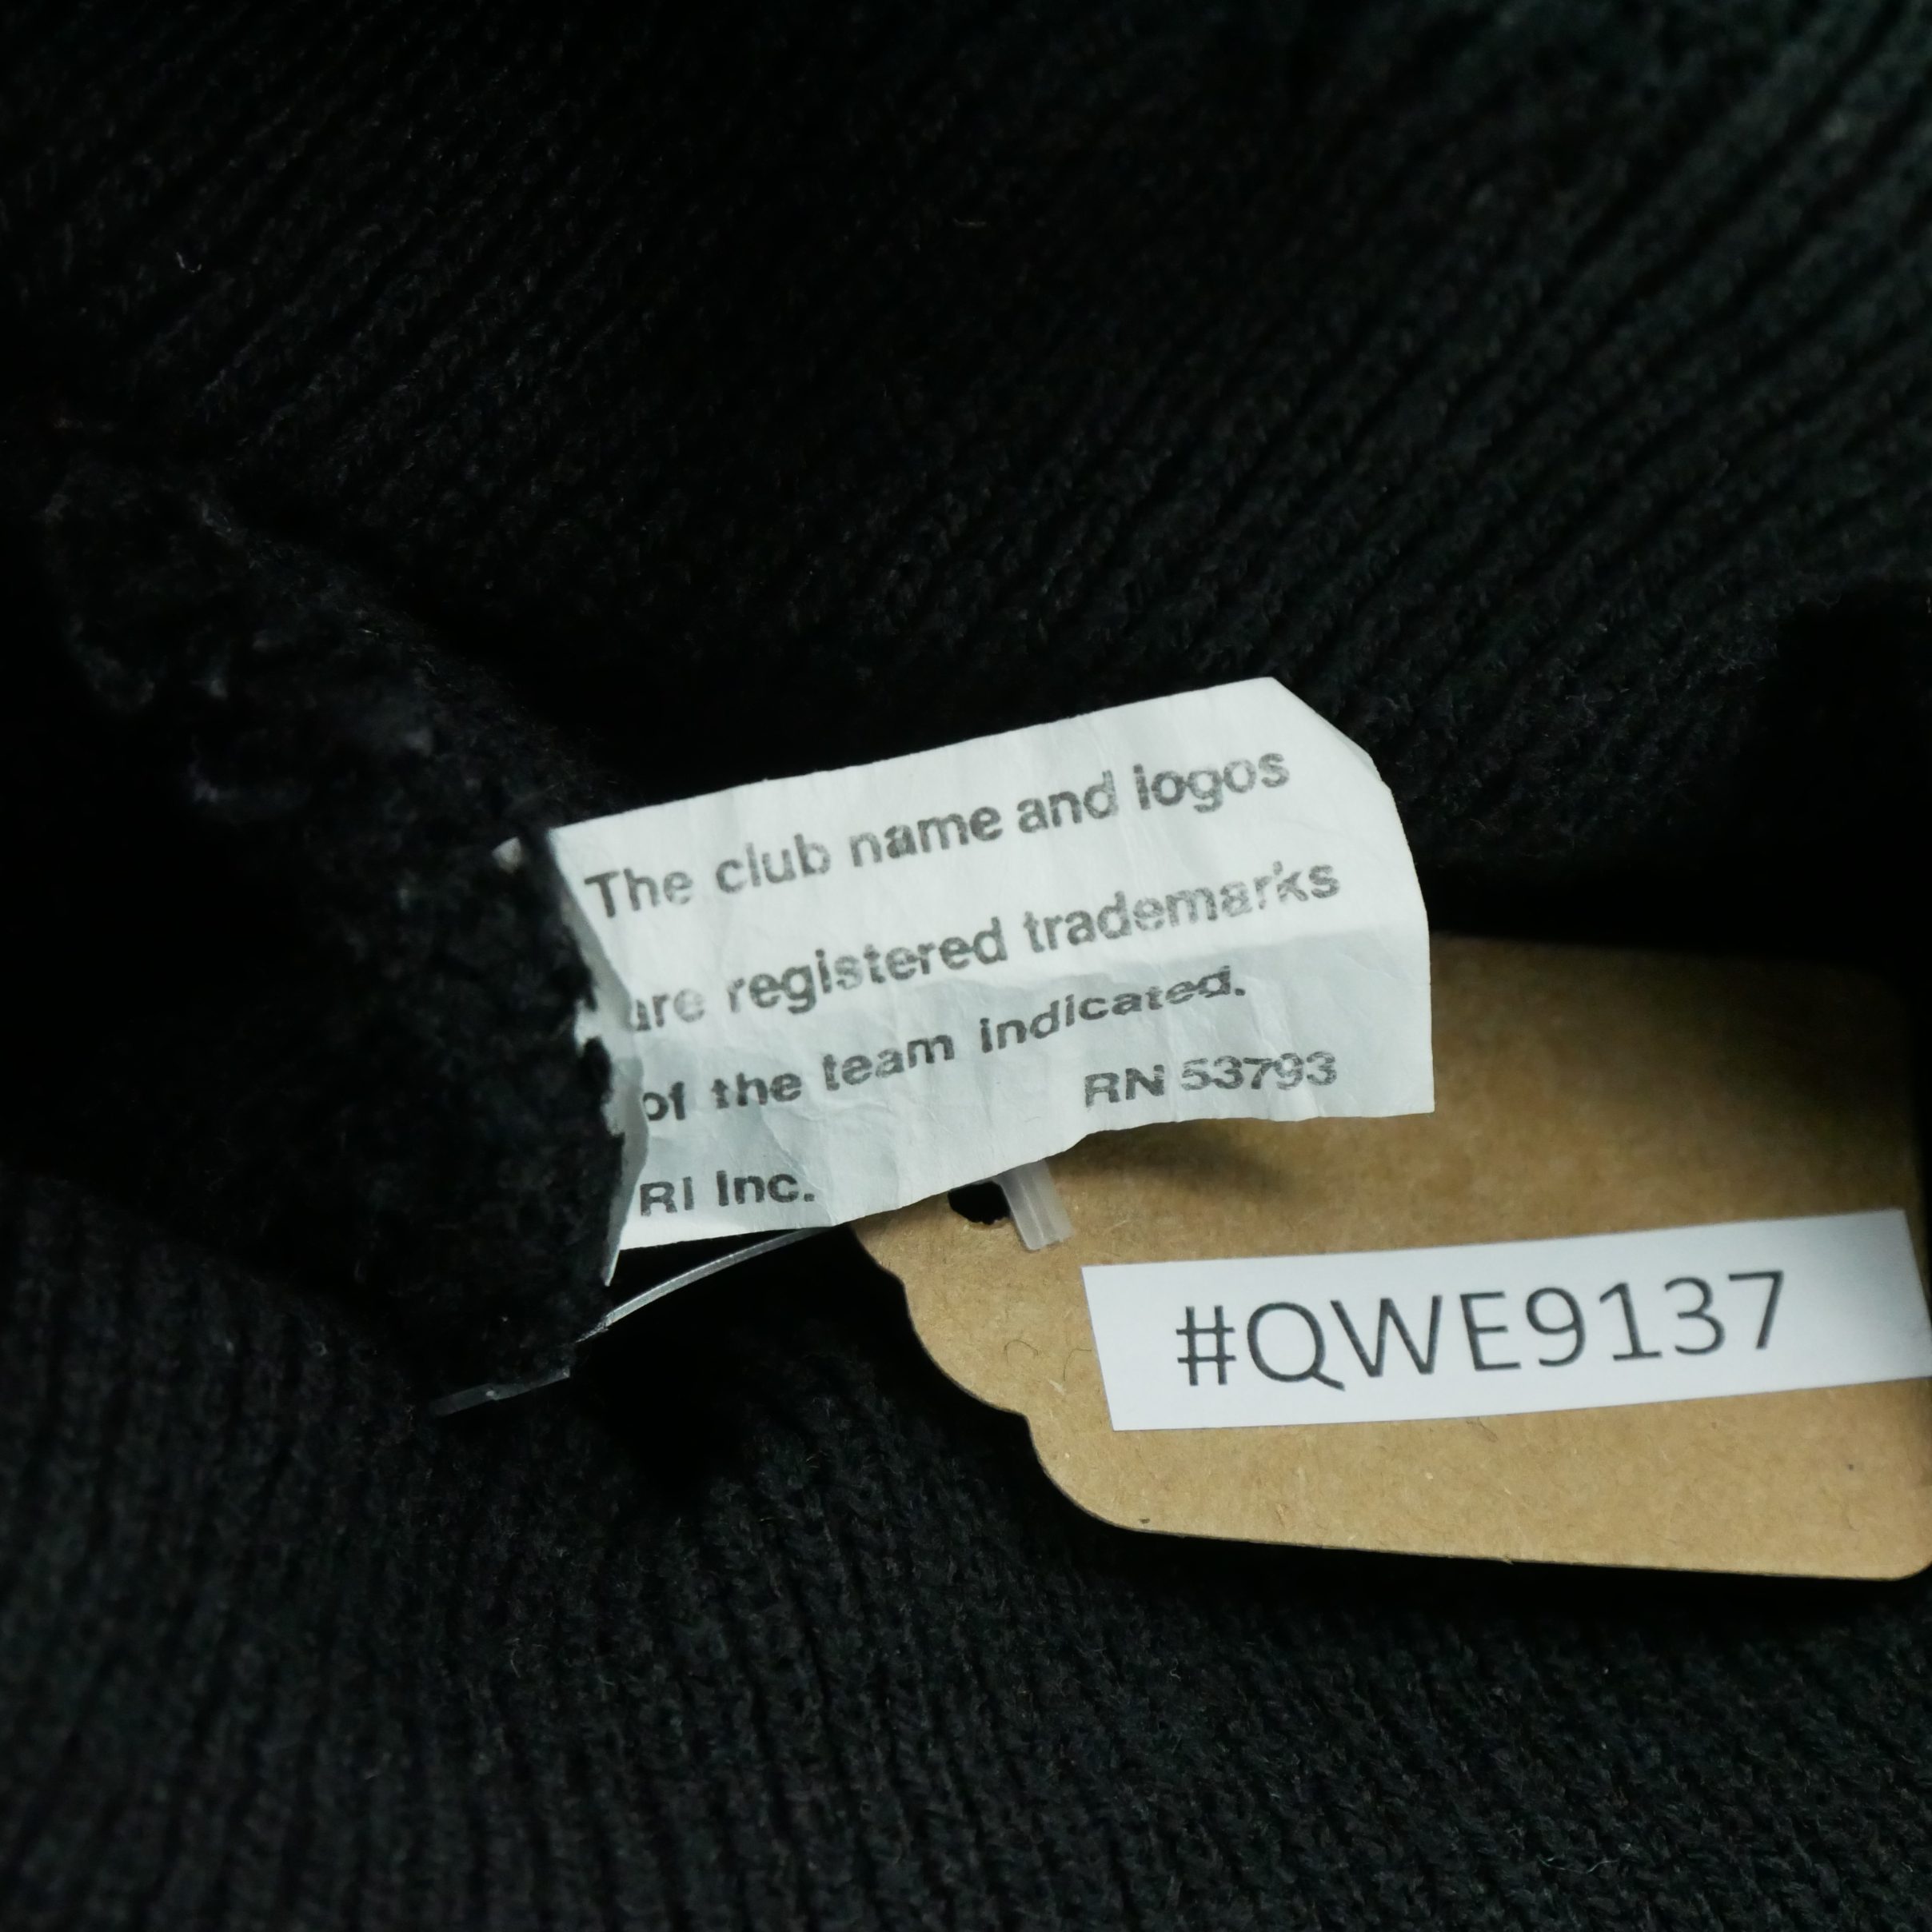 The club name and logos
are registered trademarks
of the team indicated.
RN 53793
RI Inc.
#QWE9137